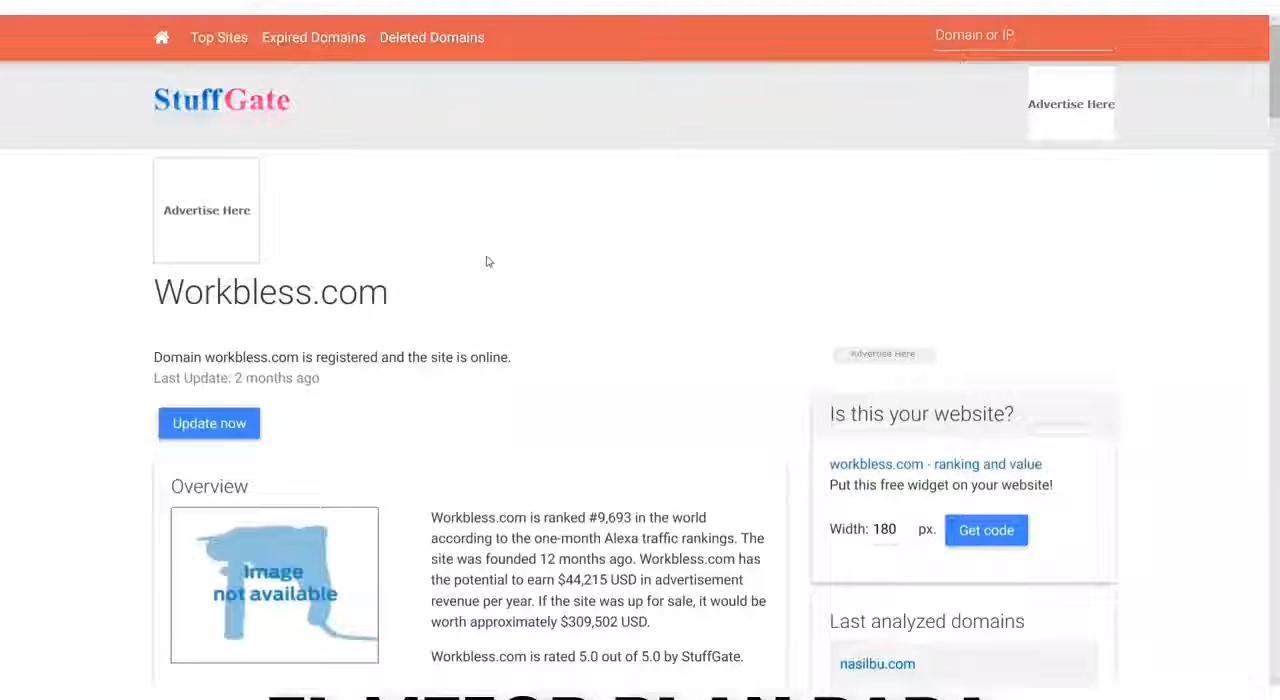 Top Sites Expired Domains Deleted Domains
Domain or IP
StuffGate
Advertise Here
Advertise Here
Workbless.com
Domain workbless.com is registered and the site is online.
Last Update: 2 months ago
Update now
Overview
Image
not available
Workbless.com is ranked #9,693 in the world
according to the one-month Alexa traffic rankings. The
site was founded 12 months ago. Workbless.com has
the potential to earn $44,215 USD in advertisement
revenue per year. If the site was up for sale, it would be
worth approximately $309,502 USD.
Workbless.com is rated 5.0 out of 5.0 by StuffGate.
Advertise Here
Is this your website?
workbless.com - ranking and value
Put this free widget on your website!
Width: 180 px. Get code
Last analyzed domains
nasilbu.com
EL MEJOR PLAN PARA